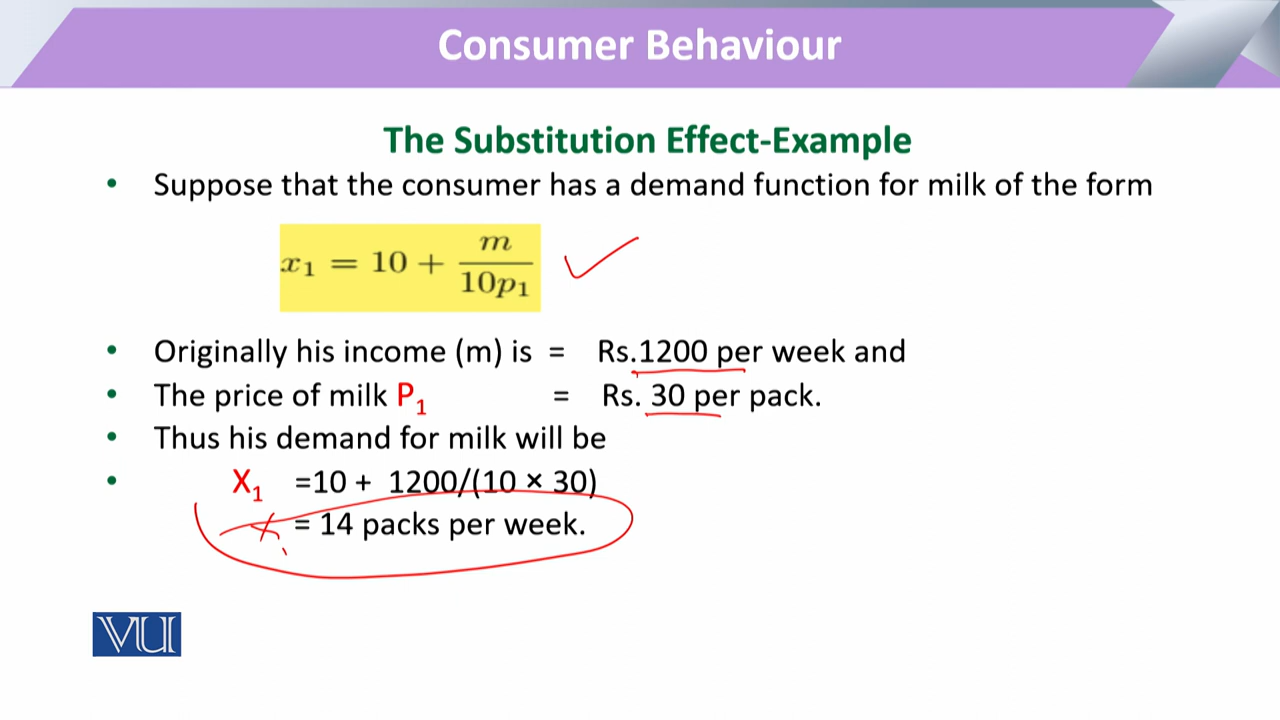 Consumer Behaviour
The Substitution Effect-Example
• Suppose that the consumer has a demand function for milk of the form
x₁ = 10 + m/10p₁
• Originally his income (m) is = Rs.1200 per week and
• The price of milk P₁ = Rs. 30 per pack.
• Thus his demand for milk will be
• X₁ =10 + 1200/(10 × 30)
x₁ = 14 packs per week.
VU